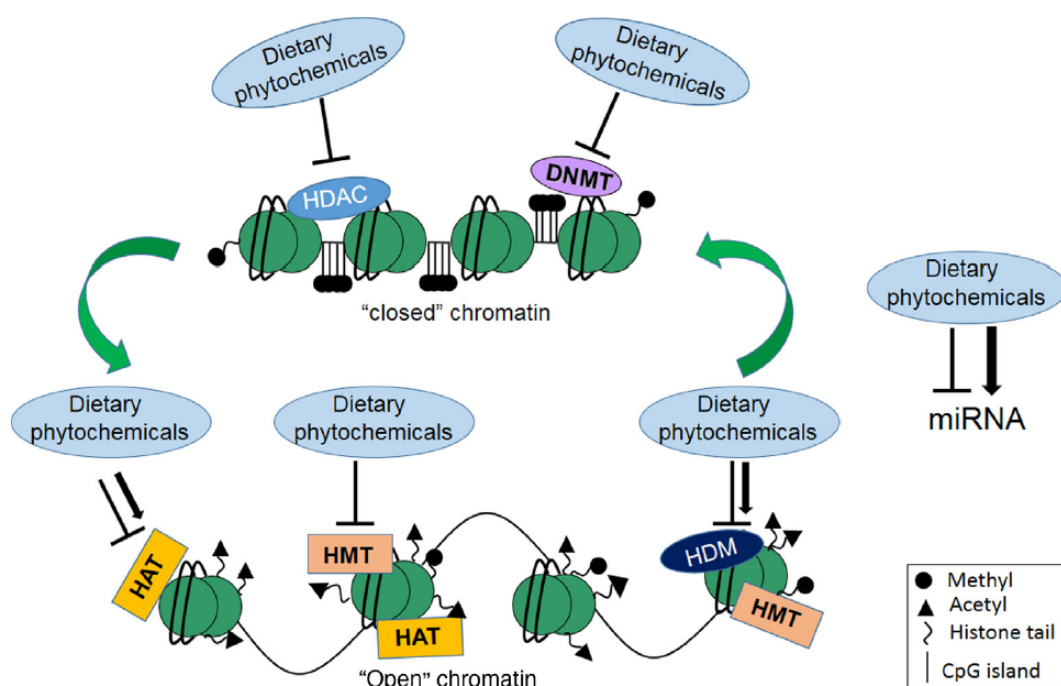 Dietary
phytochemicals
Dietary
phytochemicals
HDAC
DNMT
"closed" chromatin
Dietary
phytochemicals
miRNA
Dietary
phytochemicals
Dietary
phytochemicals
Dietary
phytochemicals
HAT
HMT
HAT
HDM
HMT
"Open" chromatin
Methyl
Acetyl
Histone tail
CpG island